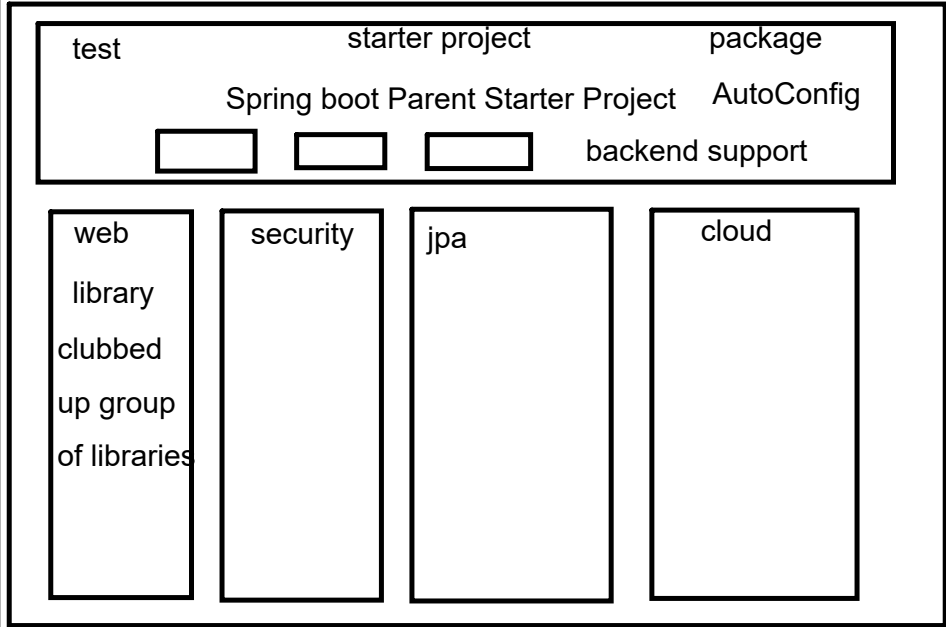 test
starter project
package
Spring boot Parent Starter Project
AutoConfig
backend support
web
library
clubbed
up group
of libraries
security
jpa
cloud